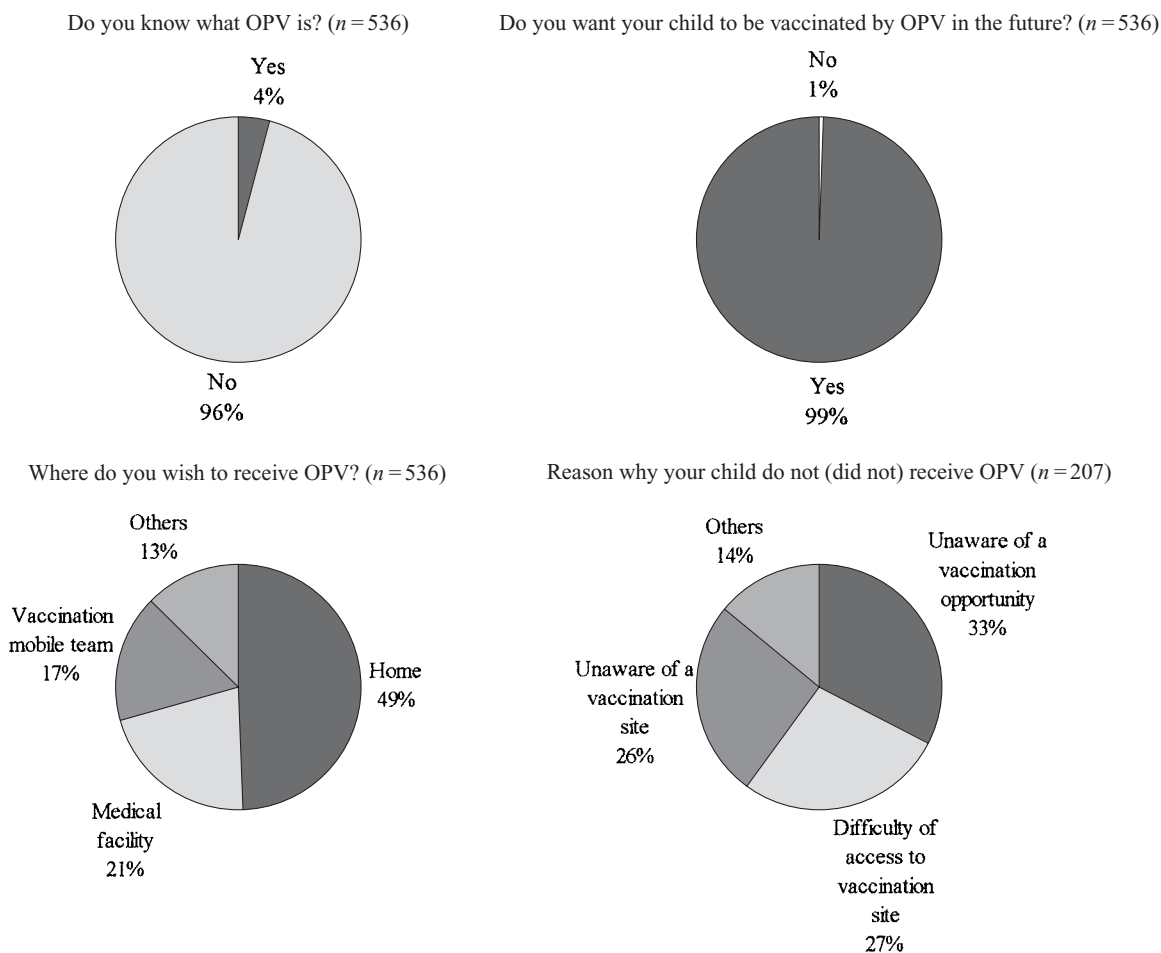 Do you know what OPV is? (n = 536)
Yes
4%
No
96%
Do you want your child to be vaccinated by OPV in the future? (n = 536)
No
1%
Yes
99%
Where do you wish to receive OPV? (n = 536)
Others
13%
Vaccination
mobile team
17%
Home
49%
Medical
facility
21%
Reason why your child do not (did not) receive OPV (n = 207)
Others
14%
Unaware of a
vaccination
opportunity
33%
Unaware of a
vaccination
site
26%
Difficulty of
access to
vaccination
site
27%